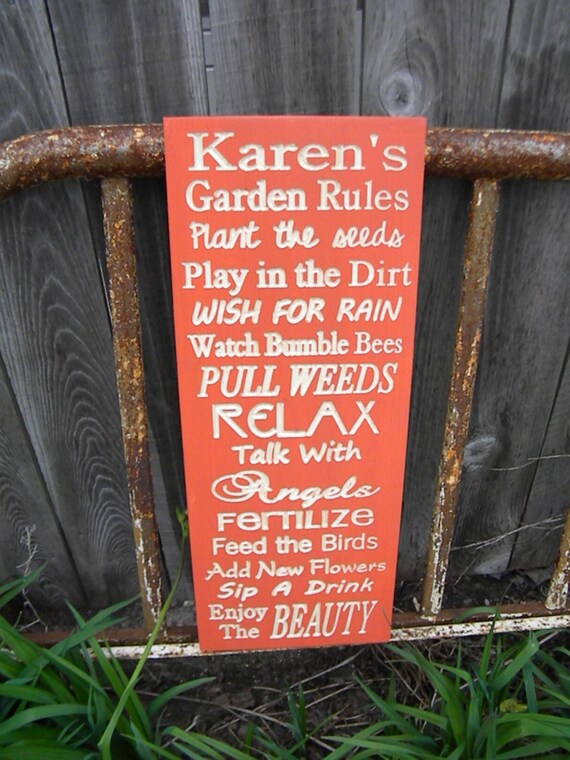 Karen's
Garden Rules
Plant the seeds
Play in the Dirt
WISH FOR RAIN
Watch Bumble Bees
PULL WEEDS
RELAX
Talk With
Angels
FERTILIZE
Feed the Birds
Add New Flowers
Sip A Drink
Enjoy
The BEAUTY